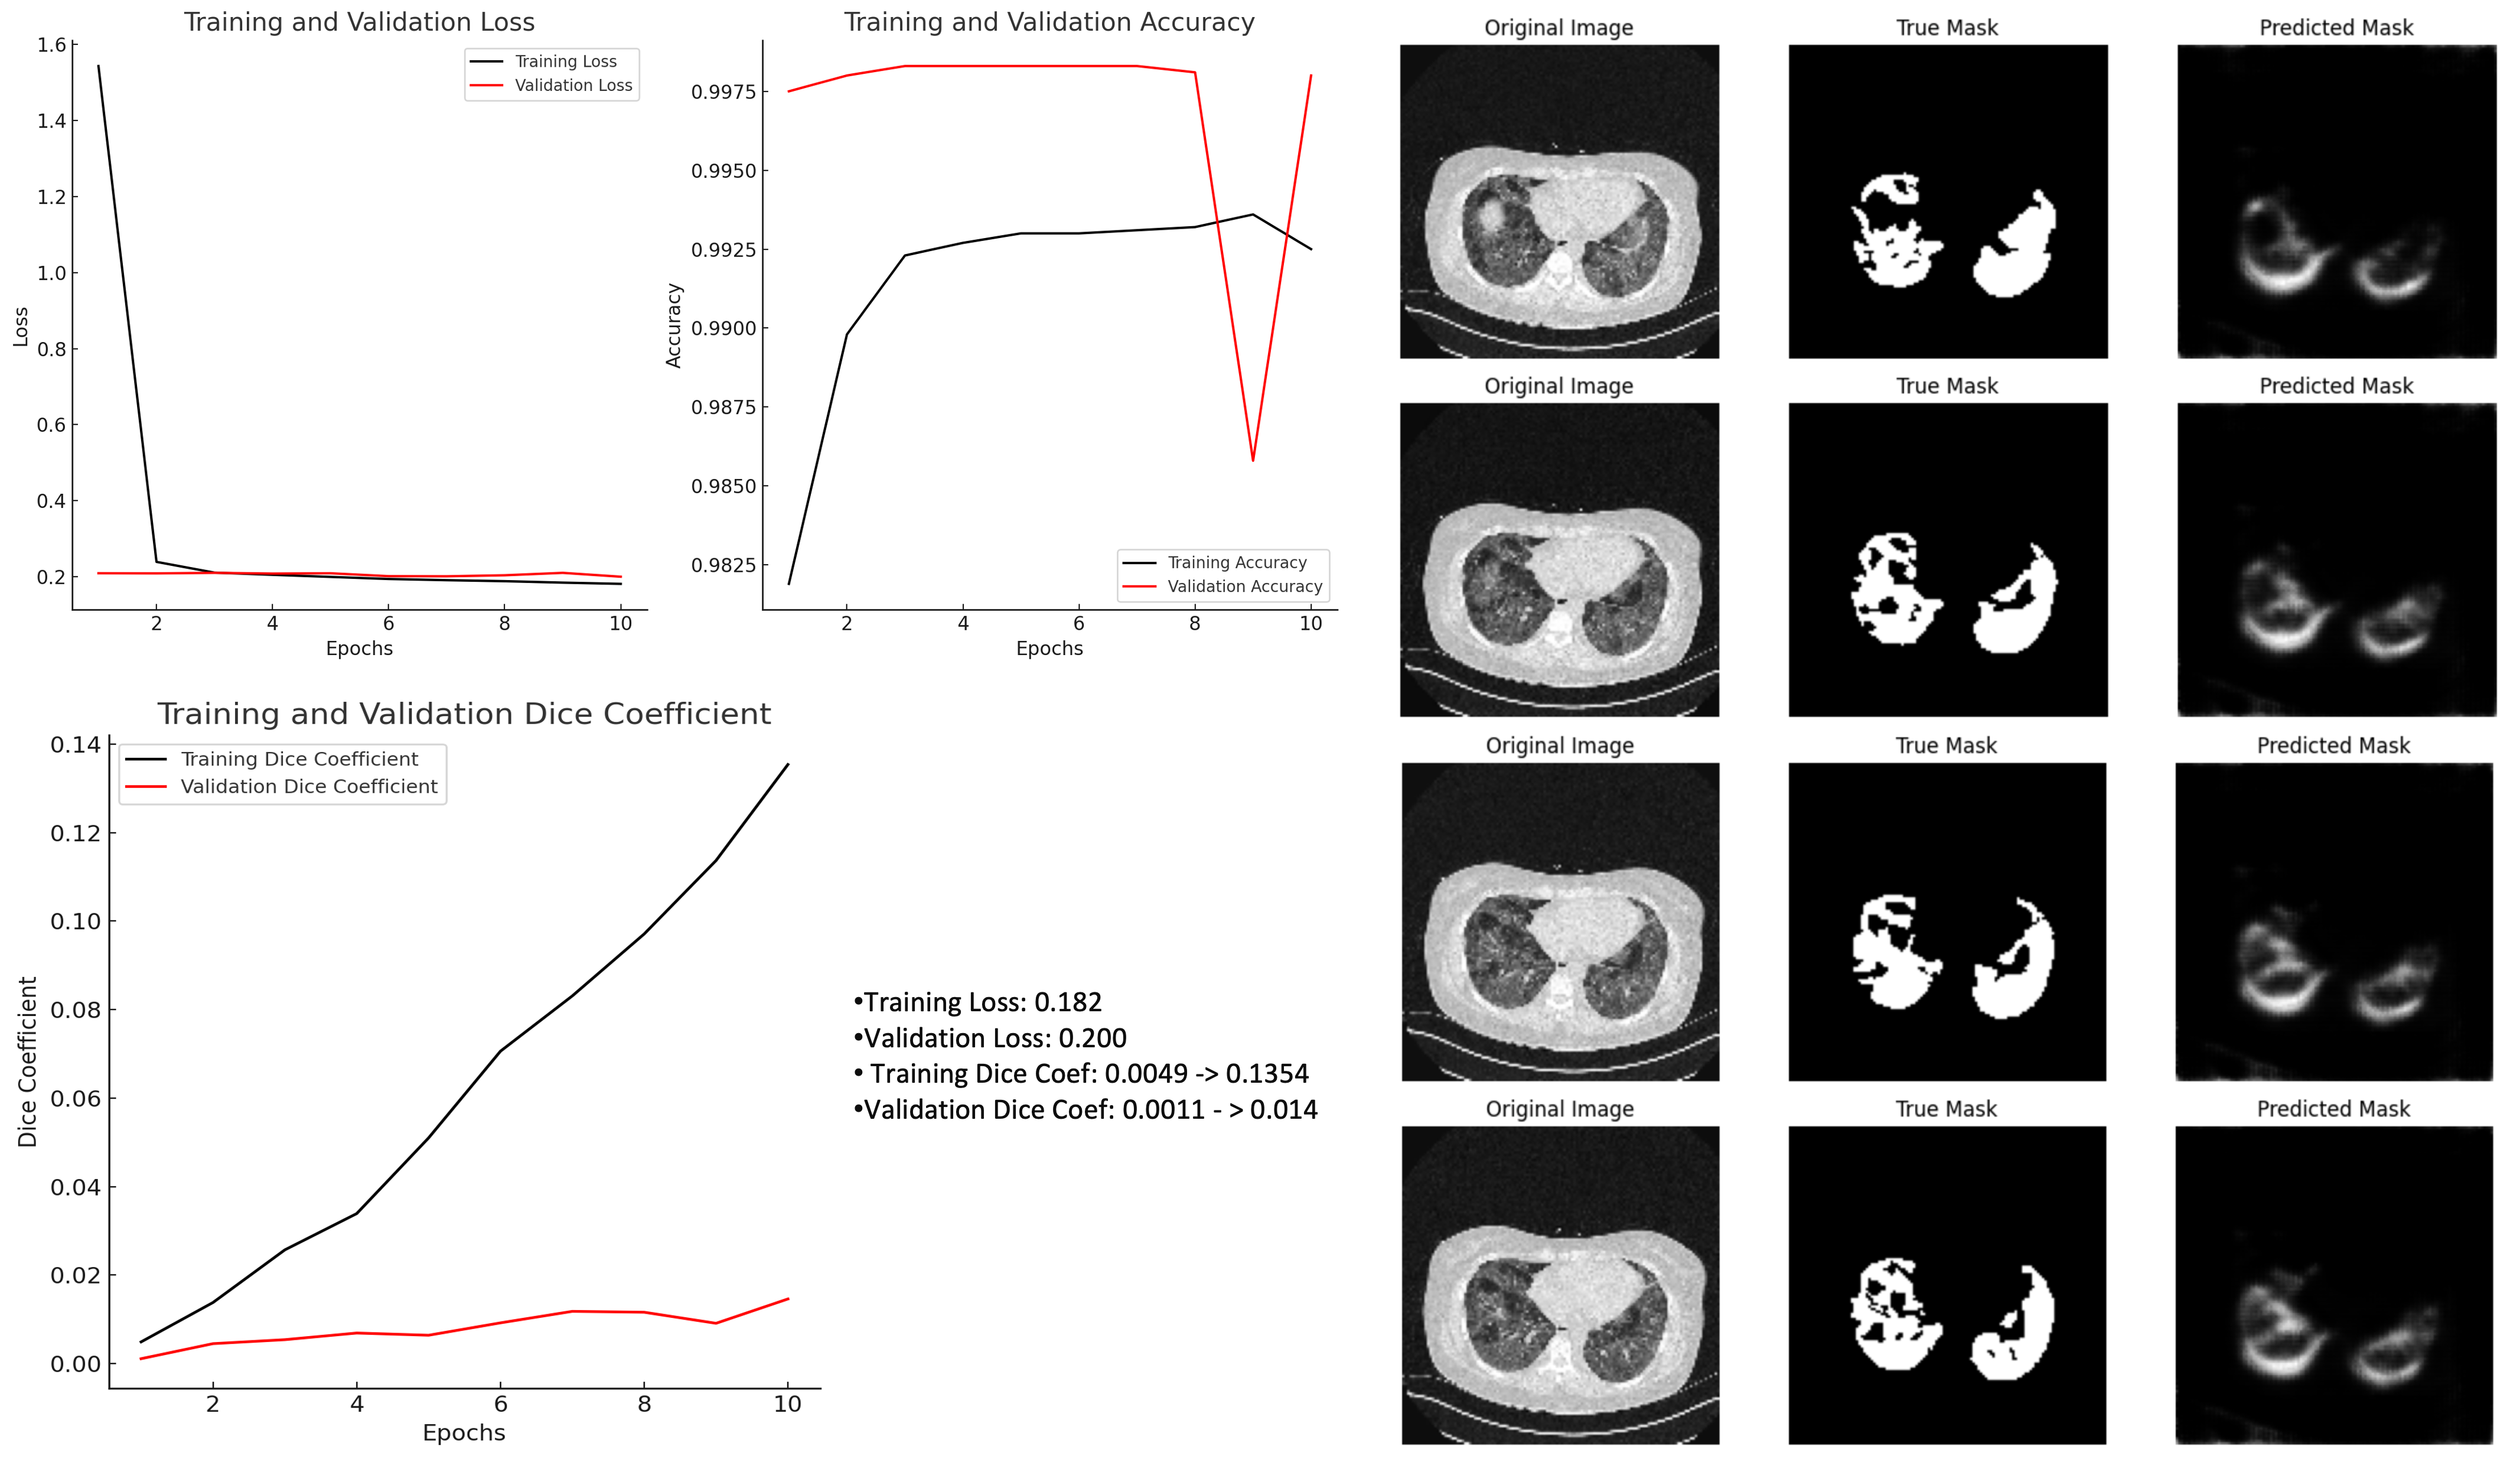 Training and Validation Loss
1.6
1.4
1.2
1.0
0.8
0.6
0.4
0.2
Loss
Training Loss
Validation Loss
2 4 6 8 10
Epochs
Training and Validation Accuracy
0.9975
0.9950
0.9925
0.9900
0.9875
0.9850
0.9825
Accuracy
Training Accuracy
Validation Accuracy
2 4 6 8 10
Epochs
Training and Validation Dice Coefficient
0.14
0.12
0.10
0.08
0.06
0.04
0.02
0.00
Dice Coefficient
Training Dice Coefficient
Validation Dice Coefficient
2 4 6 8 10
Epochs
•Training Loss: 0.182
•Validation Loss: 0.200
• Training Dice Coef: 0.0049 -> 0.1354
•Validation Dice Coef: 0.0011 - > 0.014
Original Image True Mask Predicted Mask
Original Image True Mask Predicted Mask
Original Image True Mask Predicted Mask
Original Image True Mask Predicted Mask